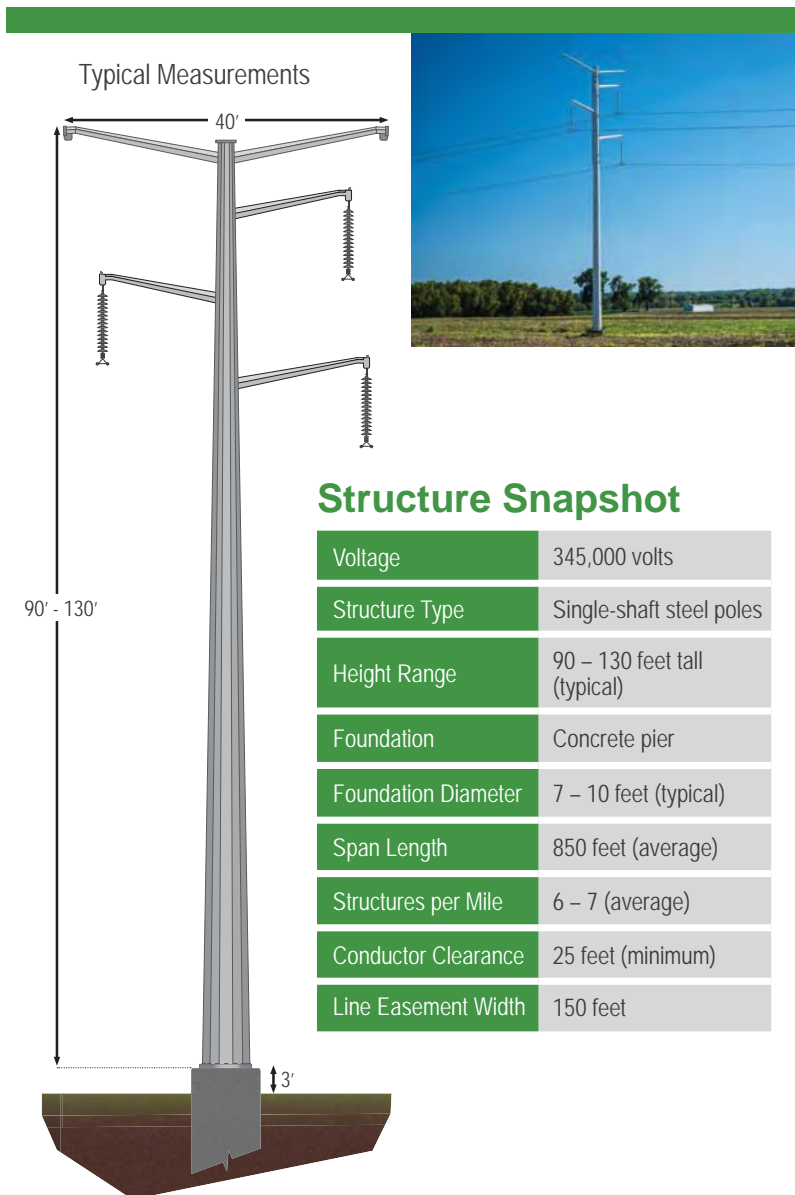 Typical Measurements
40'
90' - 130'
3'
Structure Snapshot
Voltage
345,000 volts
Structure Type
Single-shaft steel poles
Height Range
90 – 130 feet tall
(typical)
Foundation
Concrete pier
Foundation Diameter
7 – 10 feet (typical)
Span Length
850 feet (average)
Structures per Mile
6 – 7 (average)
Conductor Clearance
25 feet (minimum)
Line Easement Width
150 feet